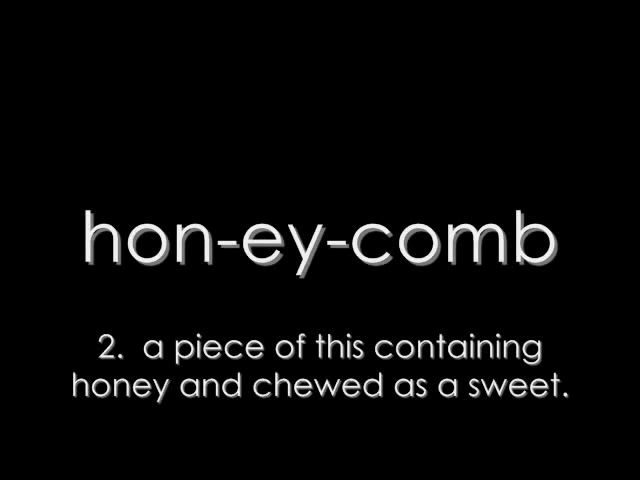 hon-ey-comb
2. a piece of this containing
honey and chewed as a sweet.